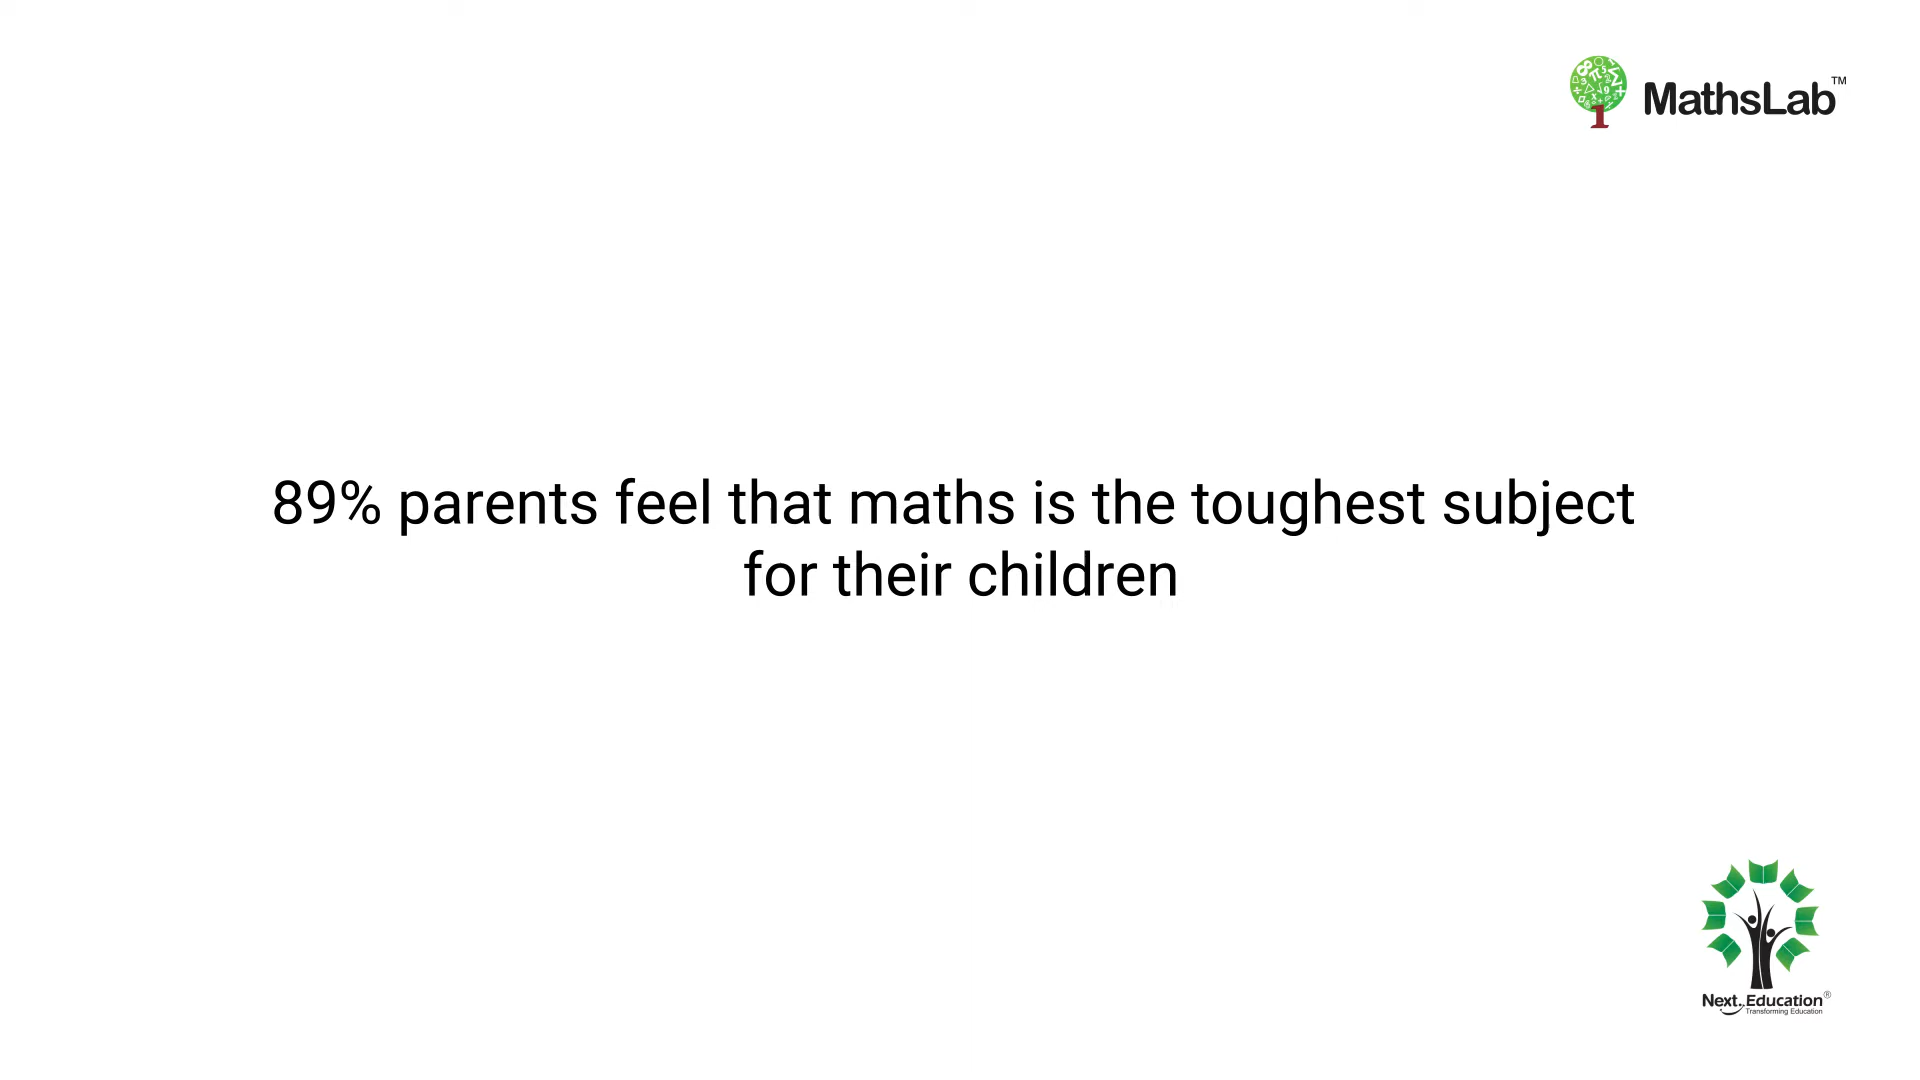 MathsLab™
89% parents feel that maths is the toughest subject
for their children
Next Education®
Transforming Education